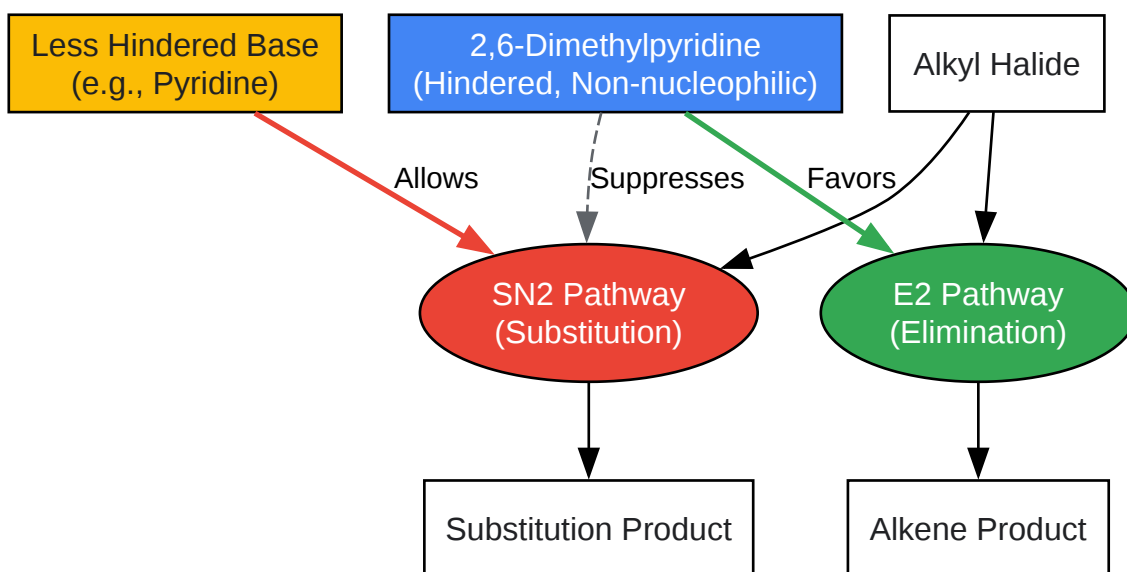 Less Hindered Base
(e.g., Pyridine)
2,6-Dimethylpyridine
(Hindered, Non-nucleophilic)
Alkyl Halide
Allows
Suppresses
Favors
SN2 Pathway
(Substitution)
E2 Pathway
(Elimination)
Substitution Product
Alkene Product